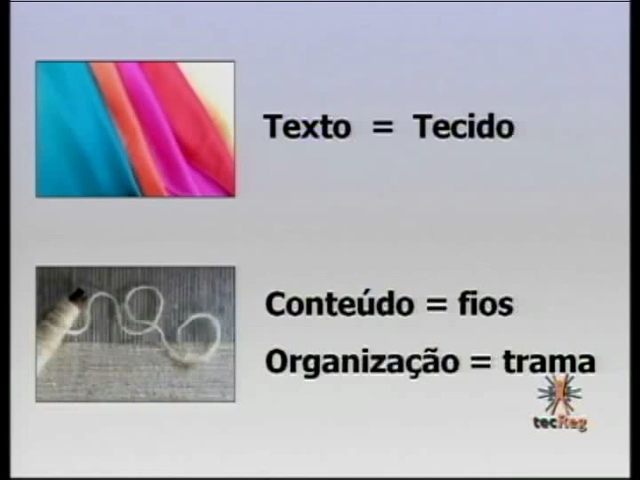 Texto = Tecido
Conteúdo = fios
Organização = trama
tecReg